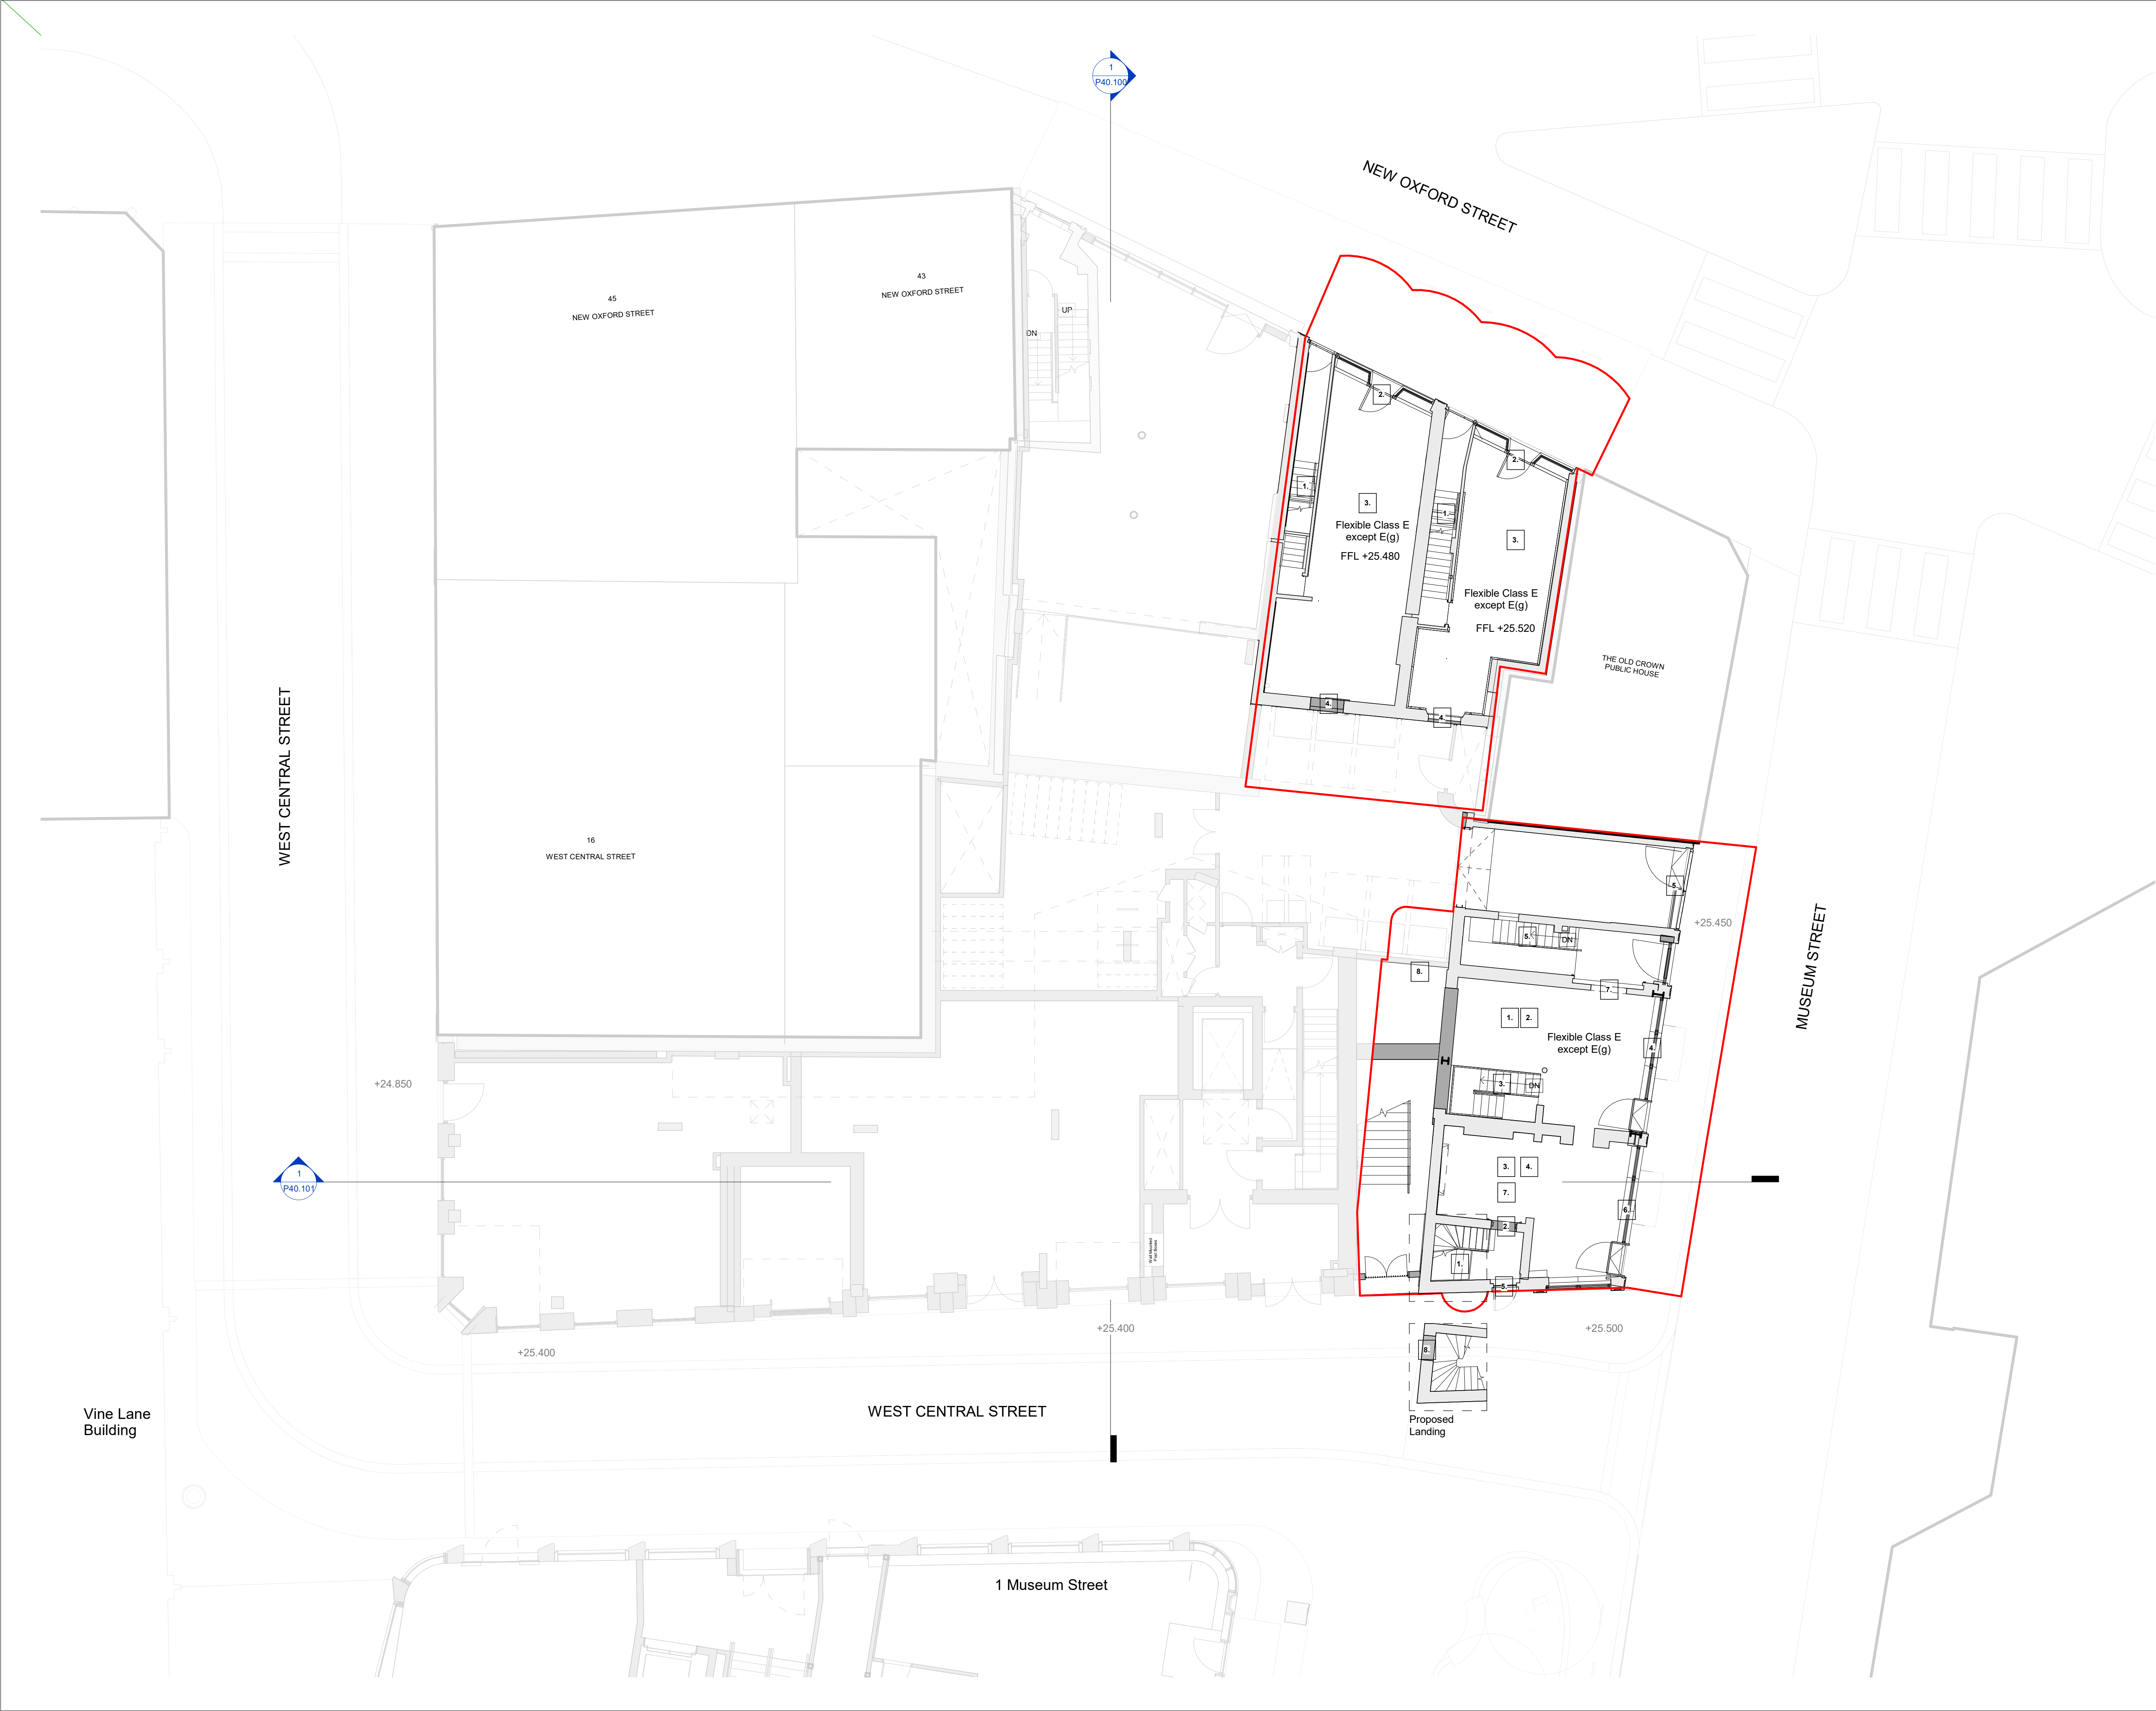 1
P40.100
NEW OXFORD STREET
45
NEW OXFORD STREET
43
NEW OXFORD STREET
UP
DN
2.
2.
1.
3.
Flexible Class E
except E(g)
FFL +25.480
1.
3.
Flexible Class E
except E(g)
FFL +25.520
THE OLD CROWN
PUBLIC HOUSE
4.
4.
WEST CENTRAL STREET
16
WEST CENTRAL STREET
5.
+25.450
MUSEUM STREET
5.
DN
8.
7.
1.
2.
Flexible Class E
except E(g)
4.
3.
DN
+24.850
1
P40.101
3.
4.
7.
6.
2.
Wall Mounted
Post Boxes
1.
5.
+25.400
+25.400
+25.500
8.
Proposed
Landing
Vine Lane
Building
WEST CENTRAL STREET
1 Museum Street